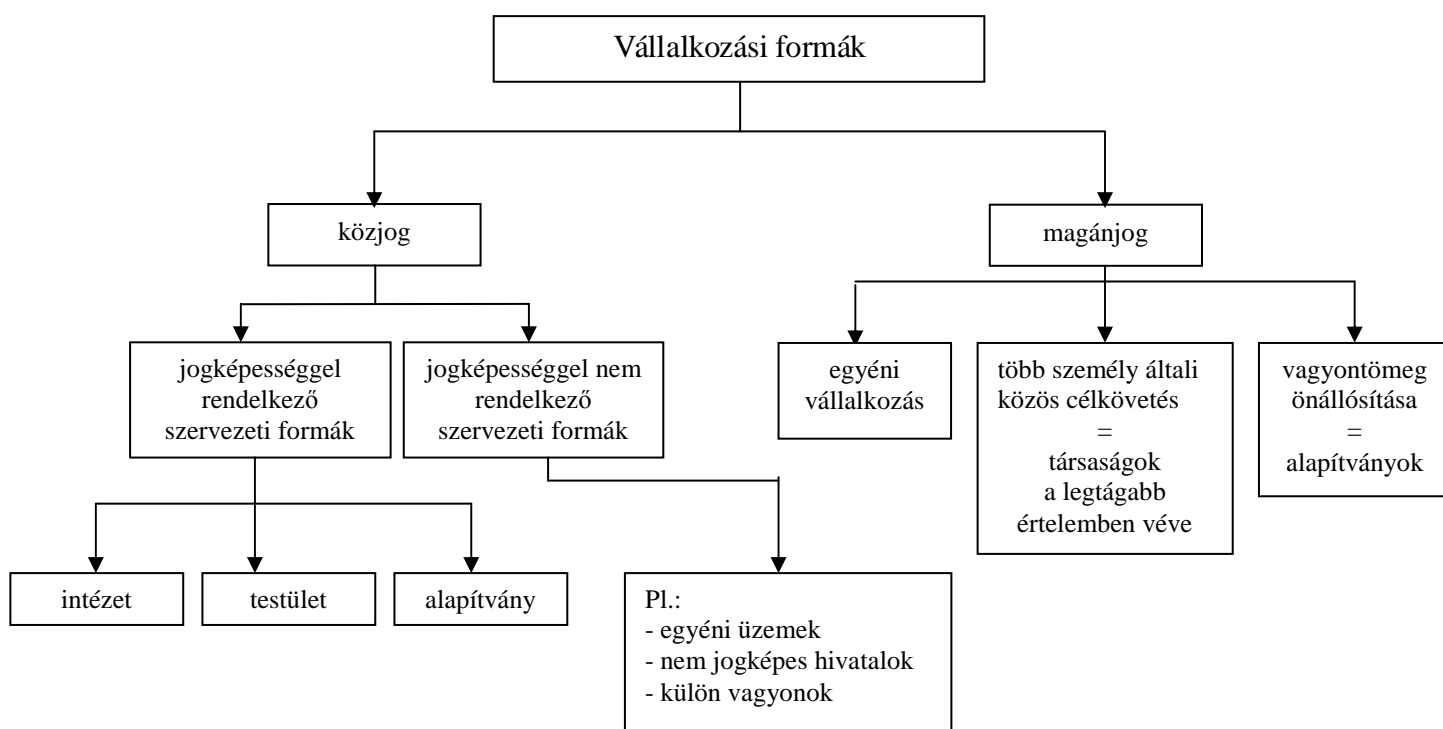 Vállalkozási formák
közjog
magánjog
jogképességgel
rendelkező
szervezeti formák
jogképességgel nem
rendelkező
szervezeti formák
egyéni
vállalkozás
több személy általi
közös célkövetés
=
társaságok
a legtágabb
értelemben véve
vagyontömeg
önállósítása
=
alapítványok
intézet
testület
alapítvány
Pl.:
- egyéni üzemek
- nem jogképes hivatalok
- külön vagyonok